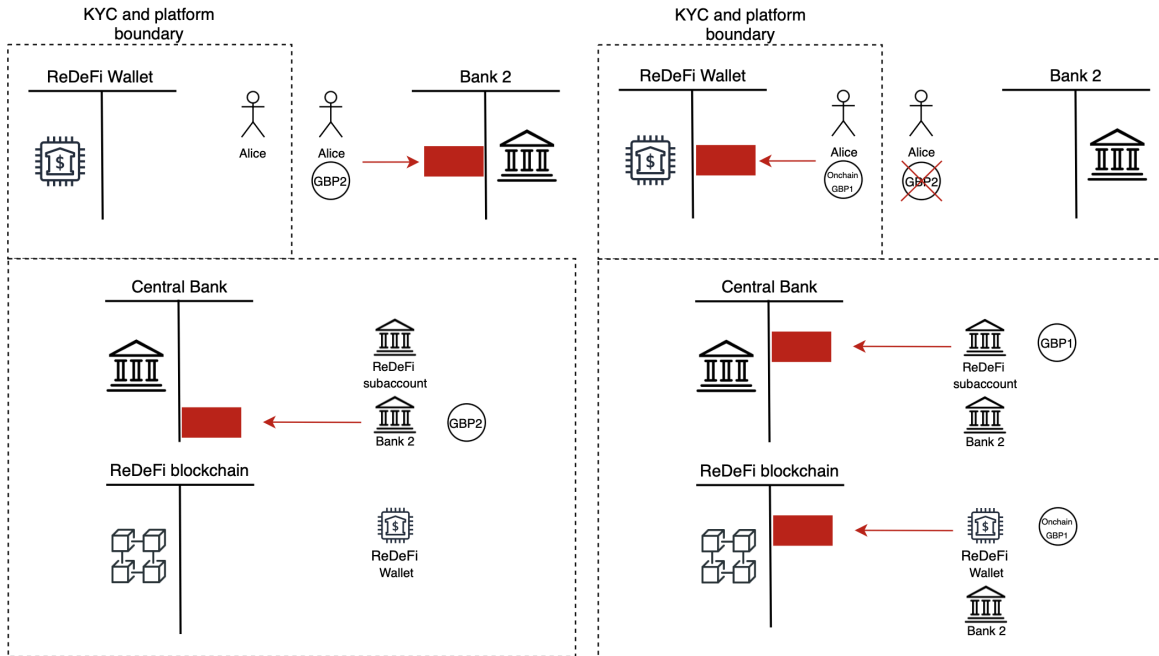 KYC and platform
boundary
ReDeFi Wallet
Bank 2
$
Alice
Alice
GBP2
Central Bank
ReDeFi
subaccount
Bank 2
GBP2
ReDeFi blockchain
$
ReDeFi
Wallet
KYC and platform
boundary
ReDeFi Wallet
Bank 2
$
Alice
Onchain
GBP1
Alice
GBP2
Central Bank
ReDeFi
subaccount
GBP1
Bank 2
ReDeFi blockchain
$
ReDeFi
Wallet
Onchain
GBP1
Bank 2